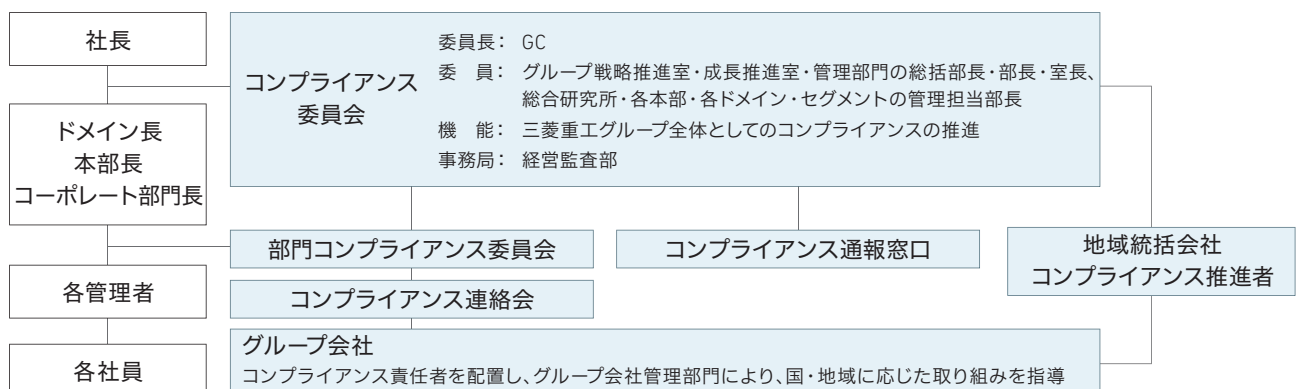 社長
ドメイン長
本部長
コーポレート部門長
各管理者
各社員
コンプライアンス
委員会
委員長： GC
委　員： グループ戦略推進室・成長推進室・管理部門の総括部長・部長・室長、
総合研究所・各本部・各ドメイン・セグメントの管理担当部長
機　能： 三菱重工グループ全体としてのコンプライアンスの推進
事務局： 経営監査部
部門コンプライアンス委員会
コンプライアンス通報窓口
地域統括会社
コンプライアンス推進者
コンプライアンス連絡会
グループ会社
コンプライアンス責任者を配置し、グループ会社管理部門により、国・地域に応じた取り組みを指導